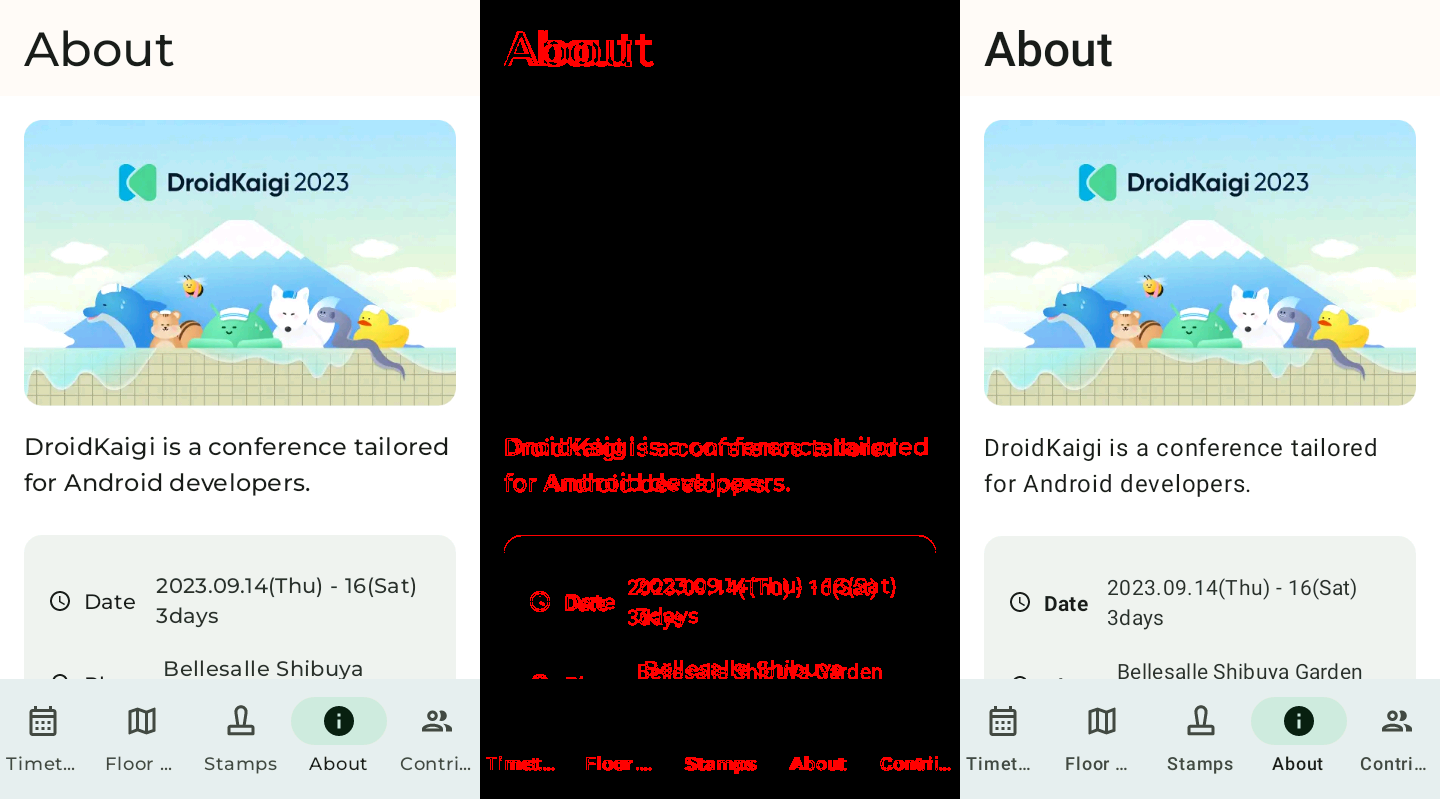 About
DroidKaigi 2023
DroidKaigi is a conference tailored
for Android developers.
Date
2023.09.14(Thu) - 16(Sat)
3days
Bellesalle Shibuya
Timet...
Floor ...
Stamps
About
Contri...
About
DroidKaigi is a conference tailored
for Android developers.
Date
2023.09.14(Thu) - 16(Sat)
3days
Bellesalle Shibuya Garden
Timet...
Floor ...
Stamps
About
Contri...
About
DroidKaigi 2023
DroidKaigi is a conference tailored
for Android developers.
Date
2023.09.14(Thu) - 16(Sat)
3days
Bellesalle Shibuya Garden
Timet...
Floor ...
Stamps
About
Contri...